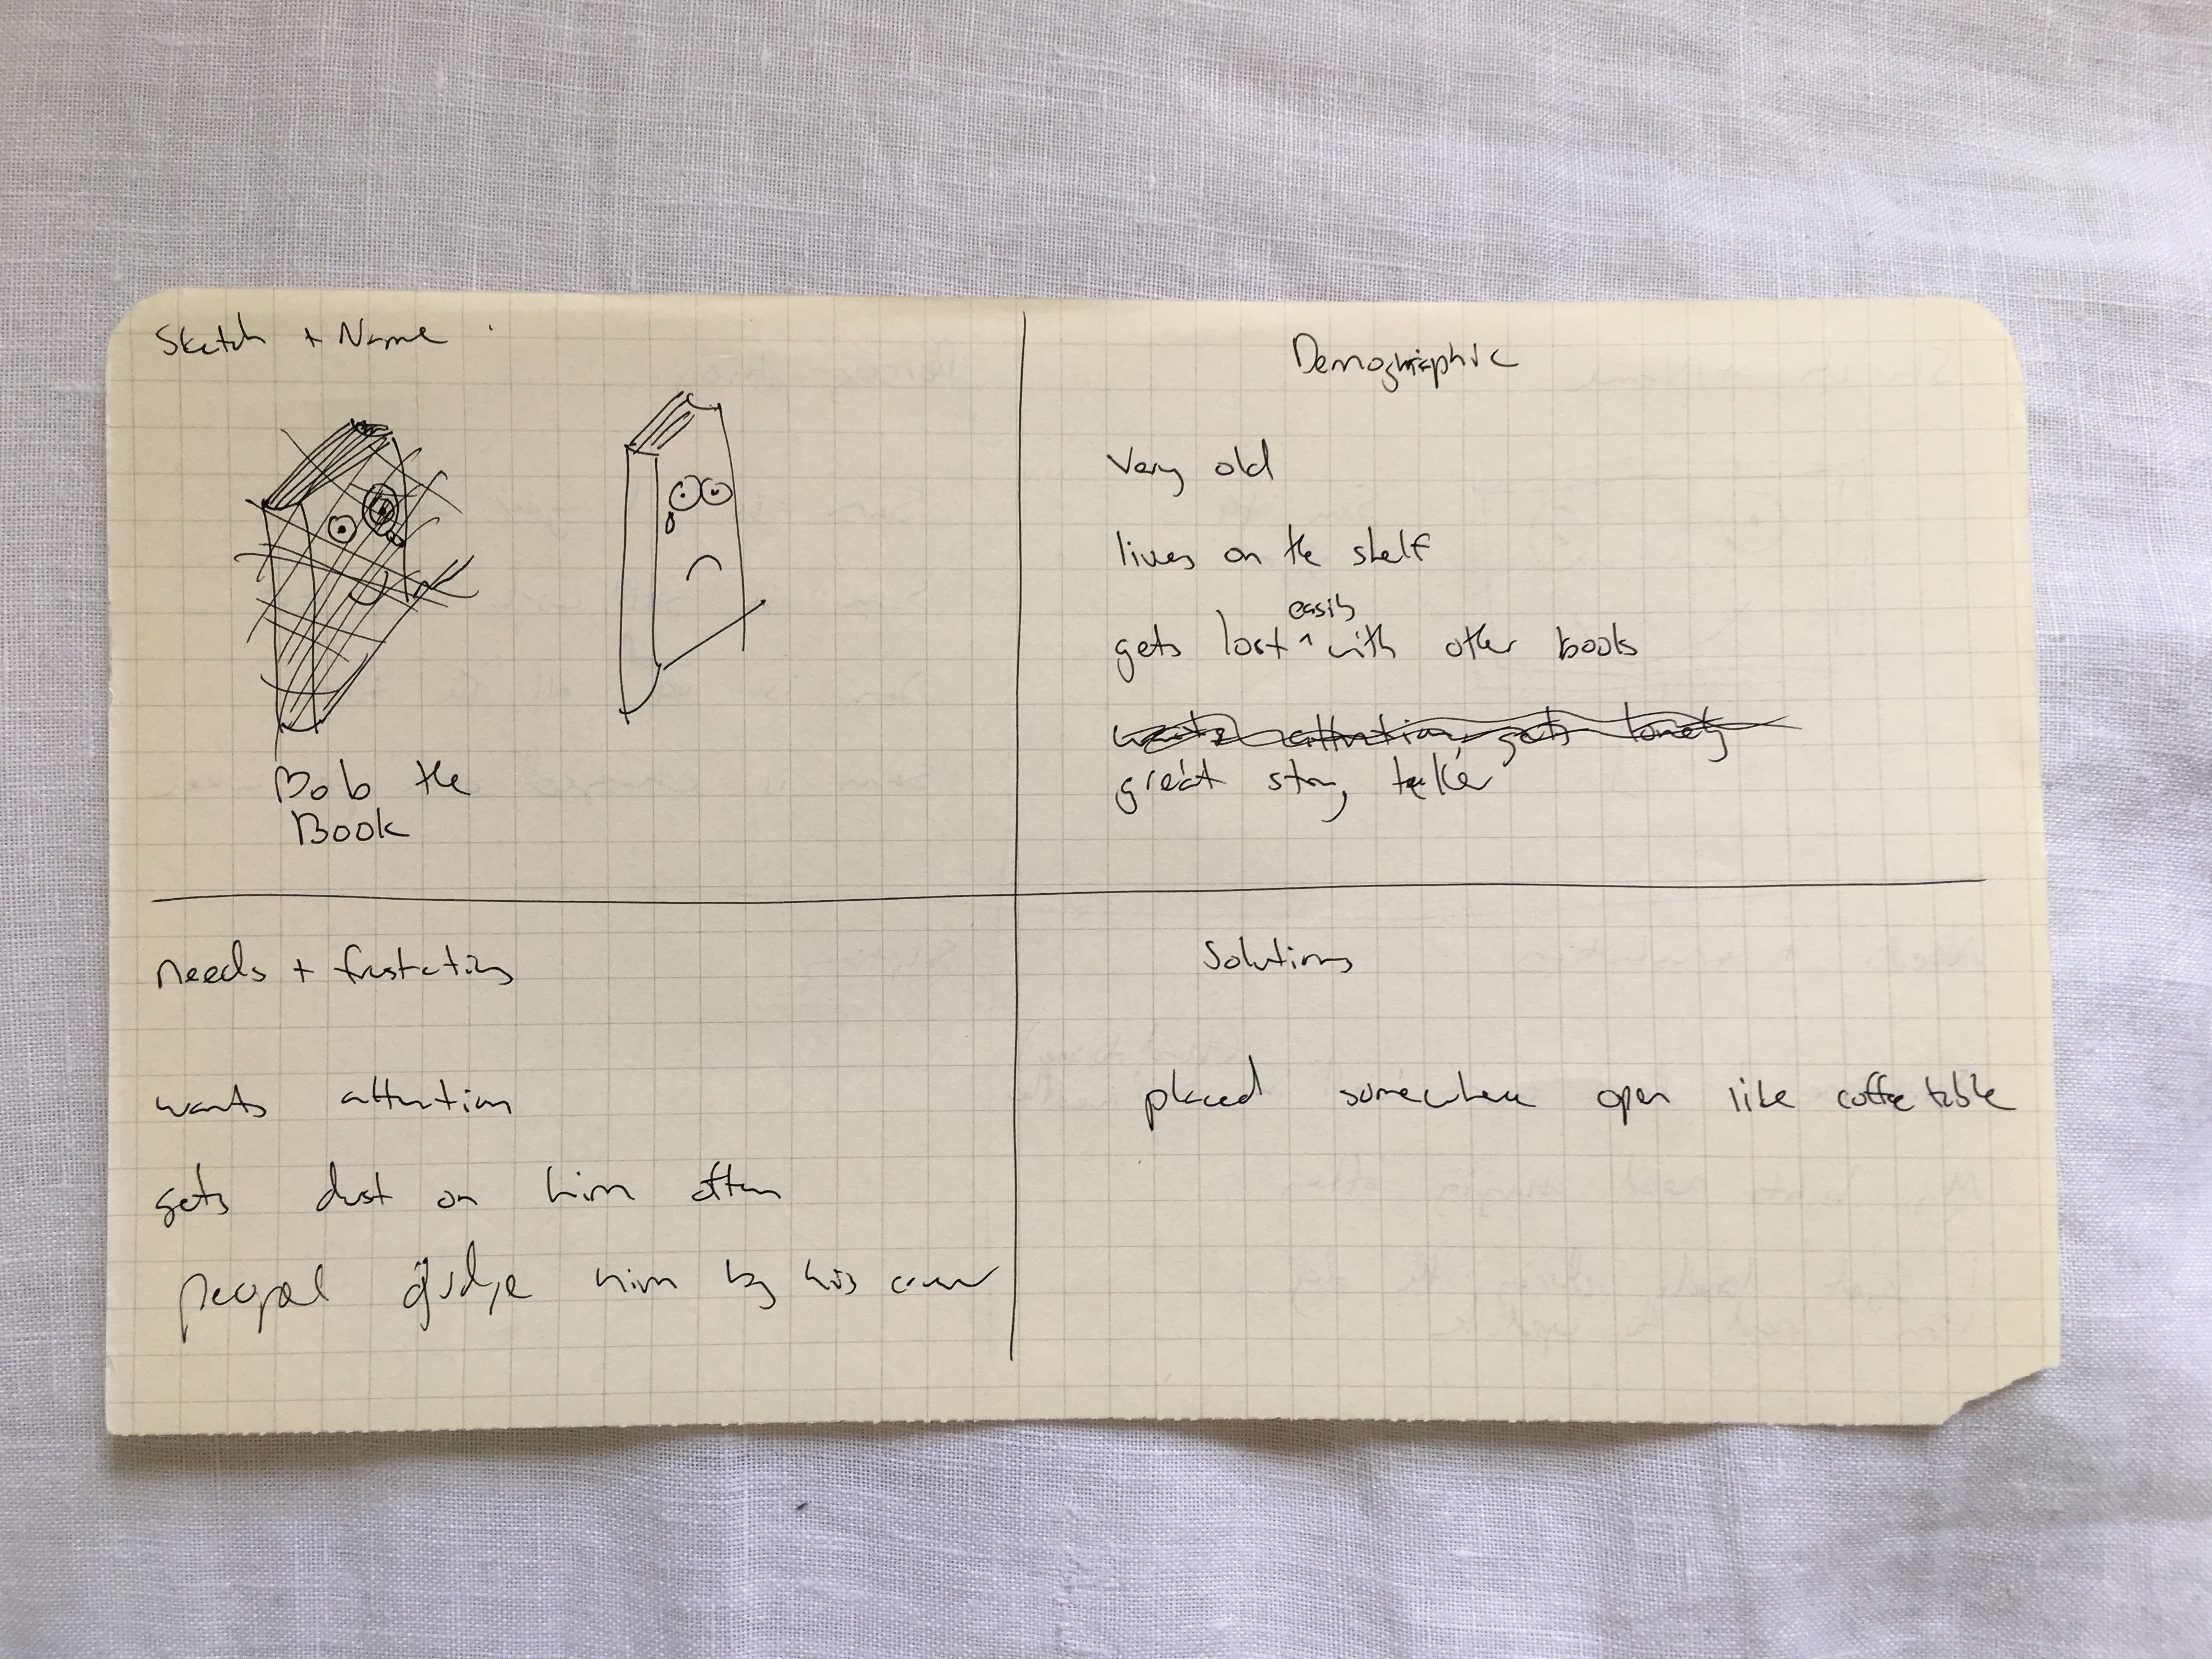 Sketch + Name
Bob the
Book
Demographic
Very old
lives on the shelf
easily
gets lost ^ with other books
wants attention, gets lonely
great story teller
needs + frustrations
wants attention
gets dust on him often
peopel gudge him by his cover
Solutions
placed somewhere open like coffee table